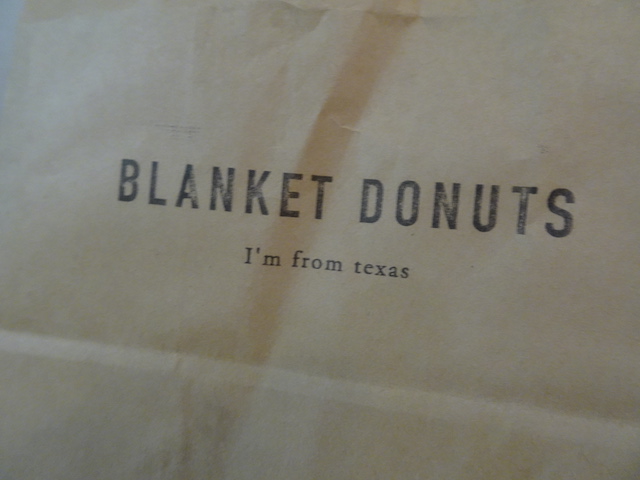 BLANKET DONUTS
I'm from texas